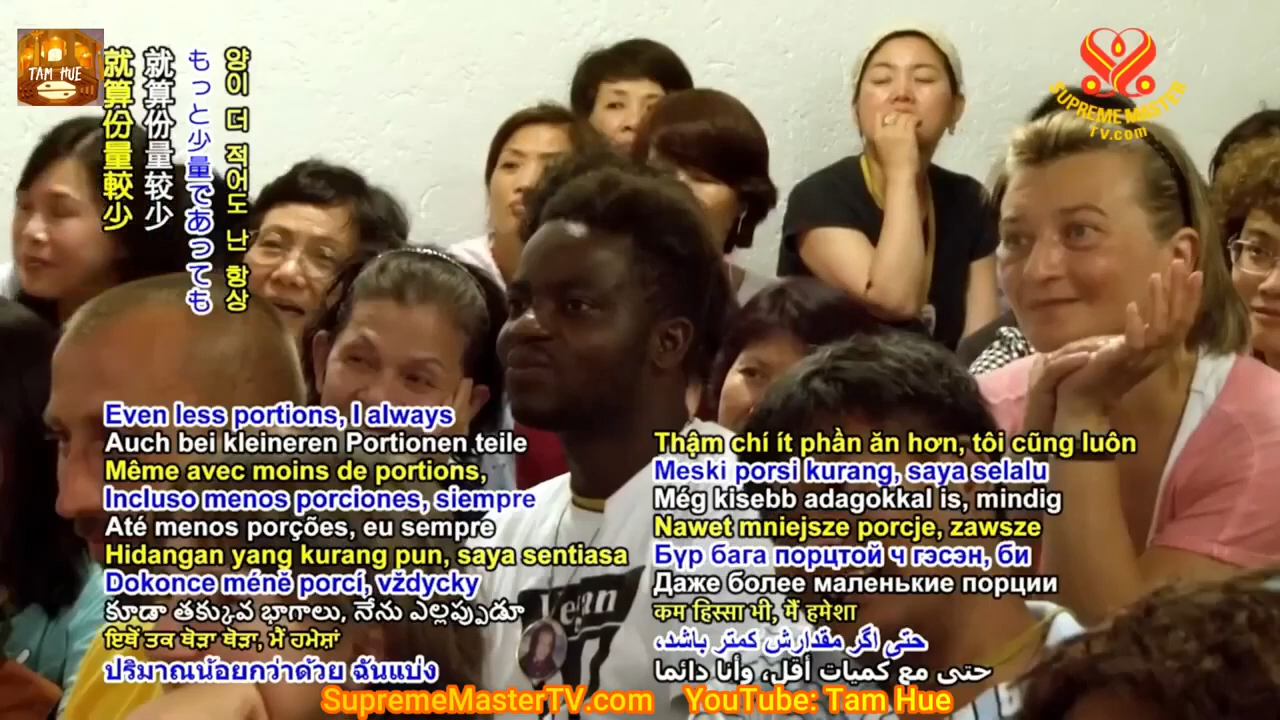 TAM HUE
就算份量較少
就算份量较少
もっと少量であっても
양이 더 적어도 난 항상
SUPREME MASTER
TV.com
Even less portions, I always
Auch bei kleineren Portionen teile
Même avec moins de portions,
Incluso menos porciones, siempre
Até menos porções, eu sempre
Hidangan yang kurang pun, saya sentiasa
Dokonce méně porcí, vždycky
కూడా తక్కువ భాగాలు, నేను ఎల్లప్పుడూ
ਇਥੋਂ ਤਕ ਥੋੜਾ ਥੋੜਾ, ਮੈਂ ਹਮੇਸ਼ਾਂ
ปริมาณน้อยกว่าด้วย ฉันแบ่ง
Thậm chí ít phần ăn hơn, tôi cũng luôn
Meski porsi kurang, saya selalu
Még kisebb adagokkal is, mindig
Nawet mniejsze porcje, zawsze
Бүр бага порцтой ч гэсэн, би
Даже более маленькие порции
कम हिस्सा भी, मैं हमेशा
حتی اگر مقدارش کمتر باشد،
حتى مع كميات أقل، وأنا دائما
Vegan
SupremeMasterTV.com YouTube: Tam Hue